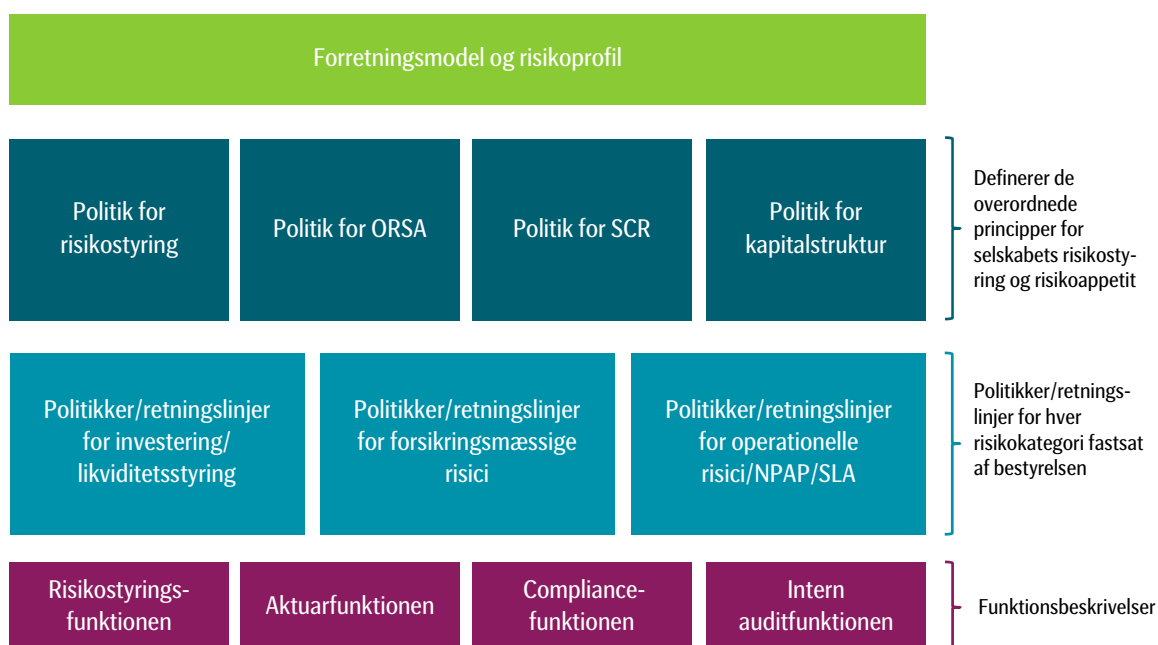 Forretningsmodel og risikoprofil
Politik for
risikostyring
Politik for ORSA
Politik for SCR
Politik for
kapitalstruktur
Definerer de
overordnede
principper for
selskabets risikosty-
ring og risikoappetit
Politikker/retningslinjer
for investering/
likviditetsstyring
Politikker/retningslinjer
for forsikringsmæssige
risici
Politikker/retningslinjer
for operationelle
risici/NPAP/SLA
Politikker/retnings-
linjer for hver
risikokategori fastsat
af bestyrelsen
Risikostyrings-
funktionen
Aktuarfunktionen
Compliance-
funktionen
Intern
auditfunktionen
Funktionsbeskrivelser